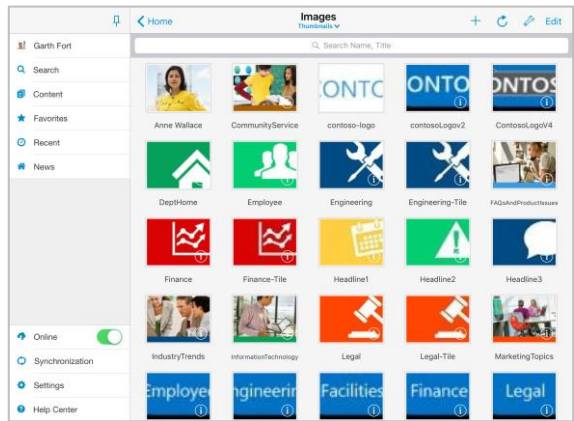 Home
Images
Thumbnails
Edit
Garth Fort
Search
Content
Favorites
Recent
News
Online
Synchronization
Settings
Help Center
Search Name, Title
CONTO
ONTO
ONTOS
Anne Wallace CommunityService contoso-logo contosoLogov2 ContosoLogoV4
DeptHome Employee Engineering Engineering-Tile FAQsAndProductIssues
Finance Finance-Tile Headline1 Headline2 Headline3
IndustryTrends InformationTechnology Legal Legal-Tile MarketingTopics
Employe ngineerin Facilities Finance Legal